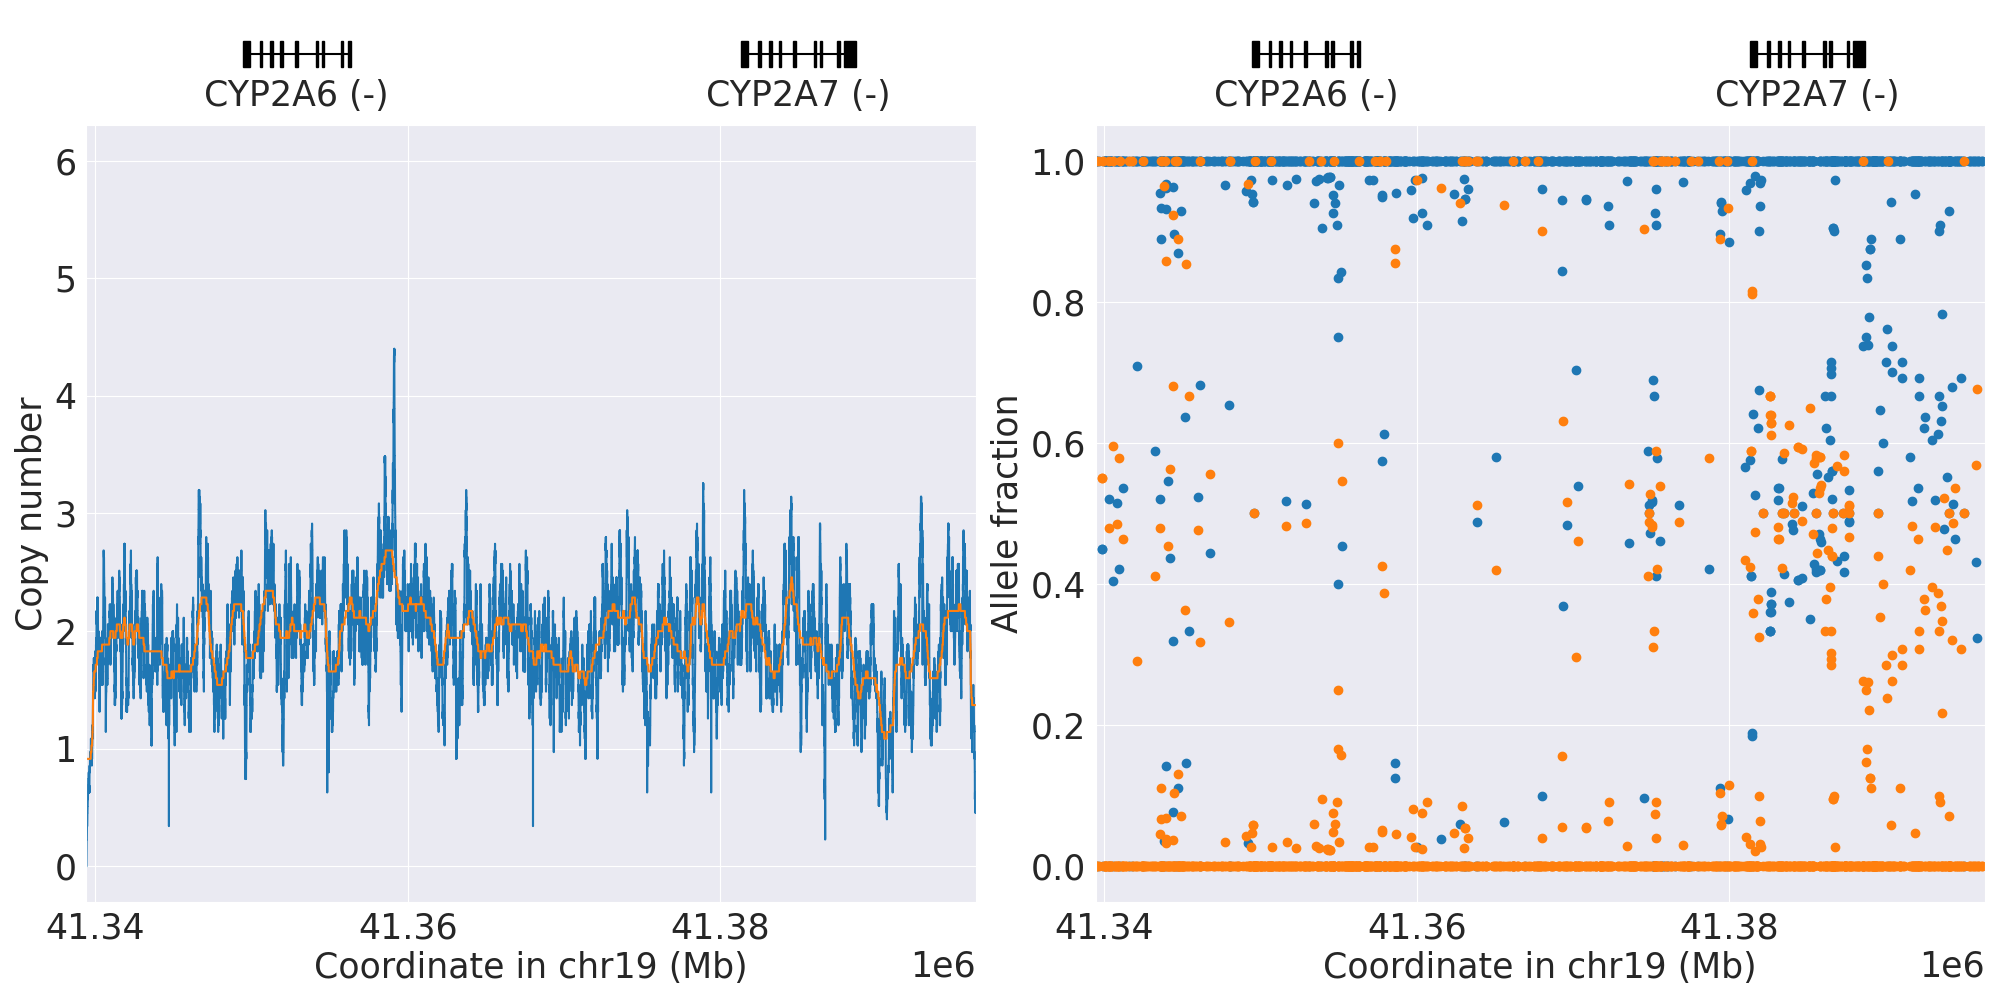 CYP2A6 (-)
CYP2A7 (-)
CYP2A6 (-)
CYP2A7 (-)
Copy number
6
5
4
3
2
1
0
41.34
41.36
41.38
Coordinate in chr19 (Mb)
1e6
Allele fraction
1.0
0.8
0.6
0.4
0.2
0.0
41.34
41.36
41.38
Coordinate in chr19 (Mb)
1e6